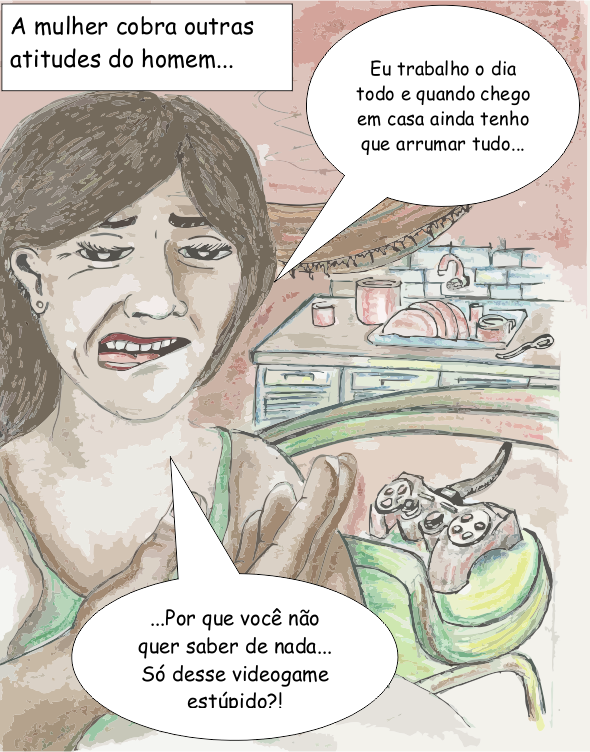 A mulher cobra outras
atitudes do homem...
Eu trabalho o dia
todo e quando chego
em casa ainda tenho
que arrumar tudo...
...Por que você não
quer saber de nada...
Só desse videogame
estúpido?!